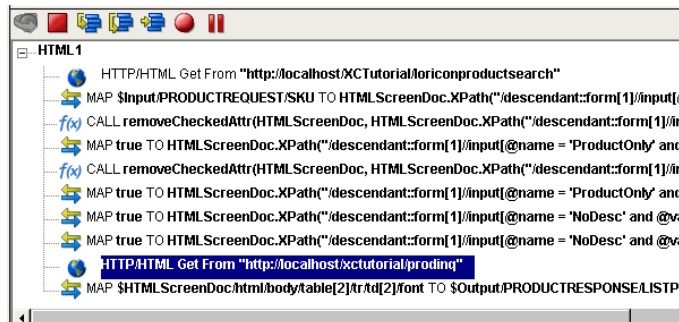 HTML1
HTTP/HTML Get From "http://localhost/XCTutorial/loriconproductsearch"
MAP $Input/PRODUCTREQUEST/SKU TO HTMLScreenDoc.XPath("/descendant::form[1]//input[@
f(x) CALL removeCheckedAttr(HTMLScreenDoc, HTMLScreenDoc.XPath("/descendant::form[1]//i
MAP true TO HTMLScreenDoc.XPath("/descendant::form[1]//input[@name = 'ProductOnly' and
f(x) CALL removeCheckedAttr(HTMLScreenDoc, HTMLScreenDoc.XPath("/descendant::form[1]//i
MAP true TO HTMLScreenDoc.XPath("/descendant::form[1]//input[@name = 'ProductOnly' and
MAP true TO HTMLScreenDoc.XPath("/descendant::form[1]//input[@name = 'NoDesc' and @va
MAP true TO HTMLScreenDoc.XPath("/descendant::form[1]//input[@name = 'NoDesc' and @va
HTTP/HTML Get From "http://localhost/xctutorial/prodinq"
MAP $HTMLScreenDoc/html/body/table[2]/tr/td[2]/font TO $Output/PRODUCTRESPONSE/LISTP